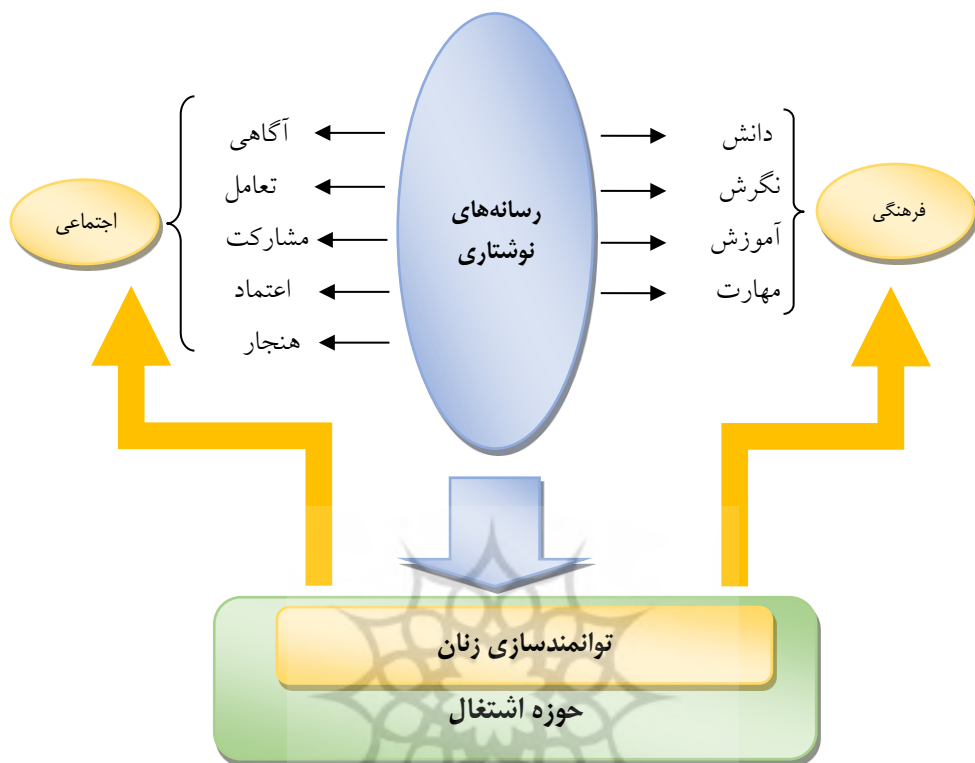 دانش
نگرش
آموزش
مهارت
فرهنگی
رسانه‌های
نوشتاری
آگاهی
تعامل
مشارکت
اعتماد
هنجار
اجتماعی
توانمندسازی زنان
حوزه اشتغال